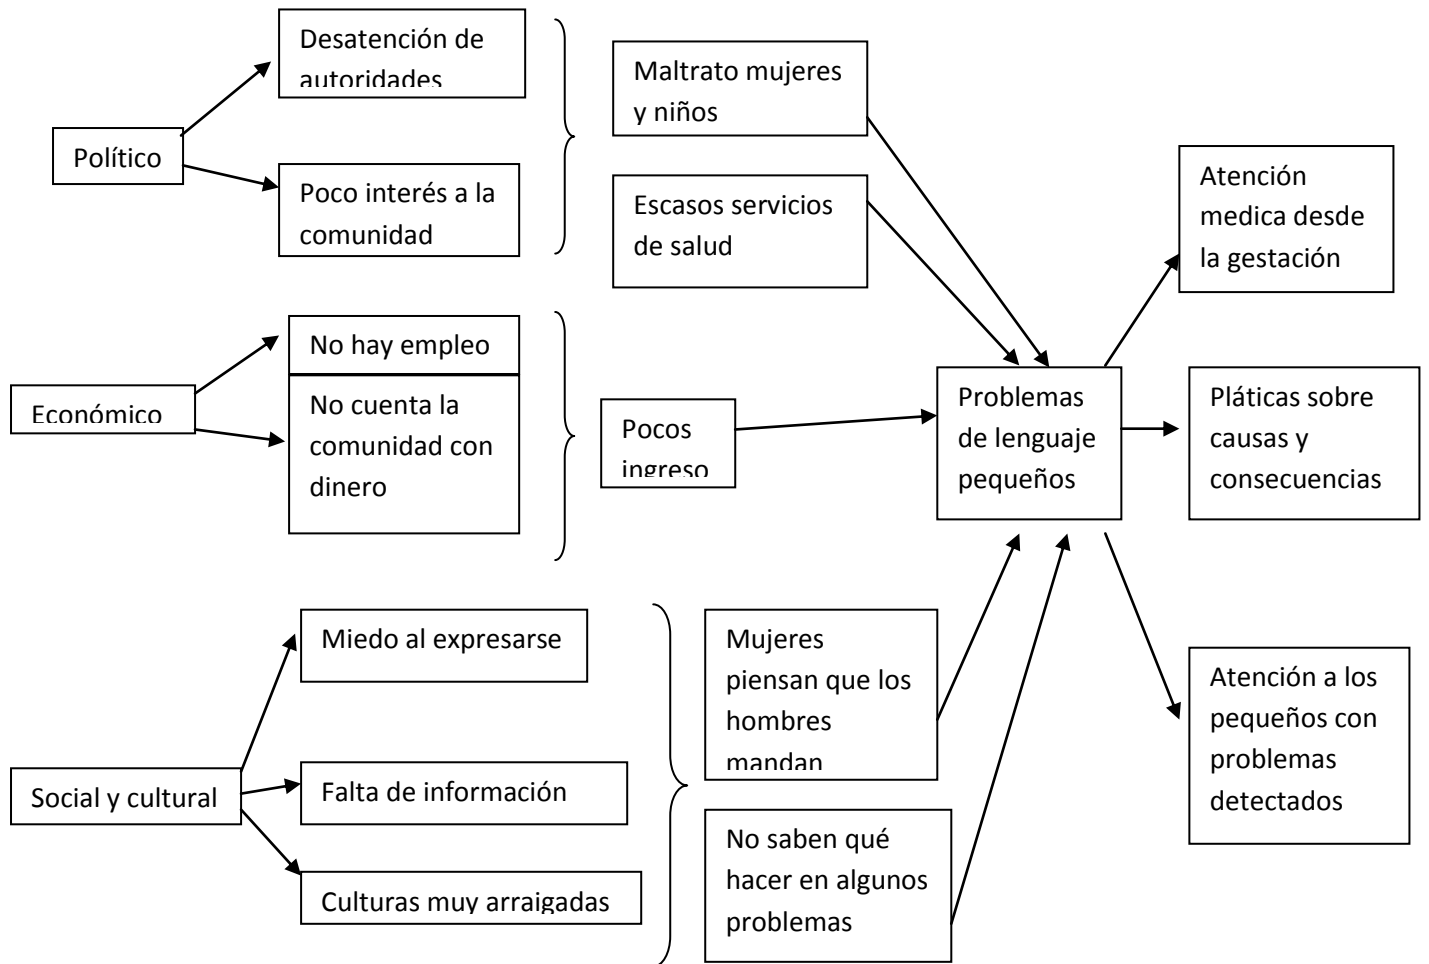 Desatención de
autoridades
Político
Poco interés a la
comunidad
Maltrato mujeres
y niños
Escasos servicios
de salud
Atención
medica desde
la gestación
No hay empleo
Económico
No cuenta la
comunidad con
dinero
Pocos
ingreso
Problemas
de lenguaje
pequeños
Pláticas sobre
causas y
consecuencias
Miedo al expresarse
Social y cultural
Falta de información
Culturas muy arraigadas
Mujeres
piensan que los
hombres
mandan
No saben qué
hacer en algunos
problemas
Atención a los
pequeños con
problemas
detectados